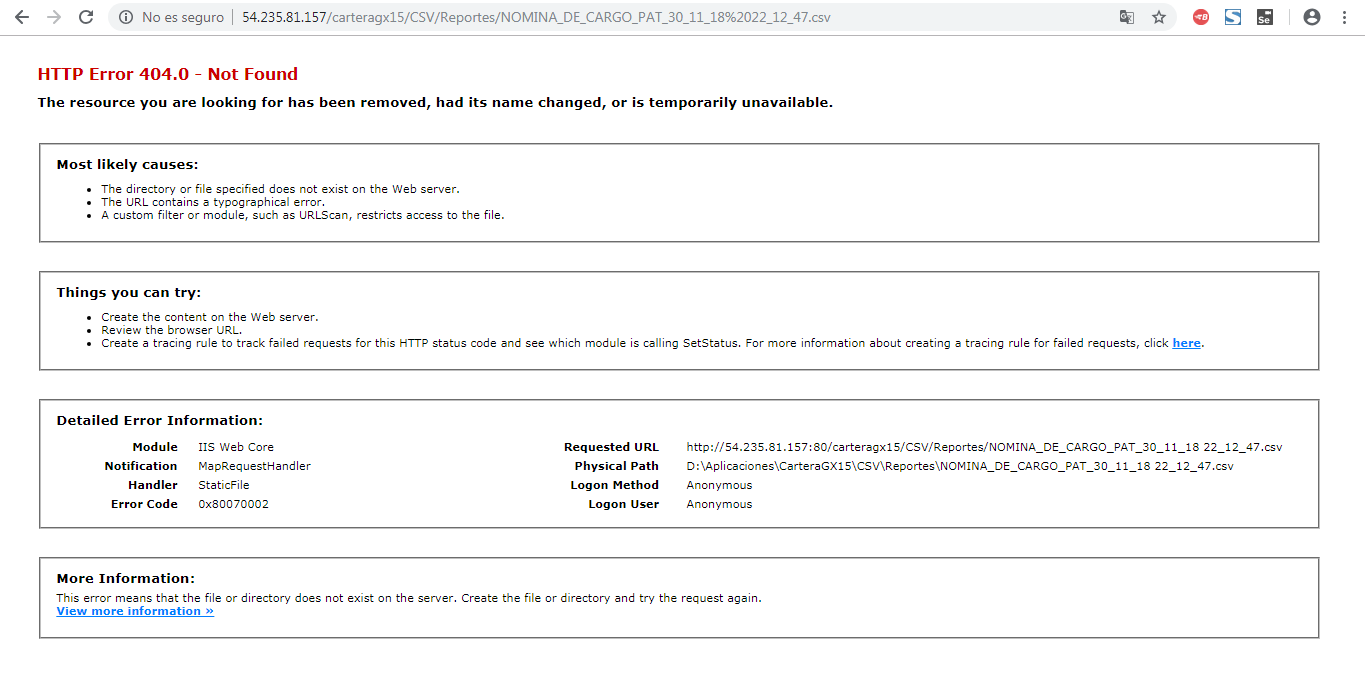 No es seguro 54.235.81.157/carteragx15/CSV/Reportes/NOMINA_DE_CARGO_PAT_30_11_18%2022_12_47.csv
HTTP Error 404.0 - Not Found
The resource you are looking for has been removed, had its name changed, or is temporarily unavailable.
Most likely causes:
• The directory or file specified does not exist on the Web server.
• The URL contains a typographical error.
• A custom filter or module, such as URLScan, restricts access to the file.
Things you can try:
• Create the content on the Web server.
• Review the browser URL.
• Create a tracing rule to track failed requests for this HTTP status code and see which module is calling SetStatus. For more information about creating a tracing rule for failed requests, click here.
Detailed Error Information:
Module IIS Web Core Requested URL http://54.235.81.157:80/carteragx15/CSV/Reportes/NOMINA_DE_CARGO_PAT_30_11_18 22_12_47.csv
Notification MapRequestHandler Physical Path D:\Aplicaciones\CarteraGX15\CSV\Reportes\NOMINA_DE_CARGO_PAT_30_11_18 22_12_47.csv
Handler StaticFile Logon Method Anonymous
Error Code 0x80070002 Logon User Anonymous
More Information:
This error means that the file or directory does not exist on the server. Create the file or directory and try the request again.
View more information »